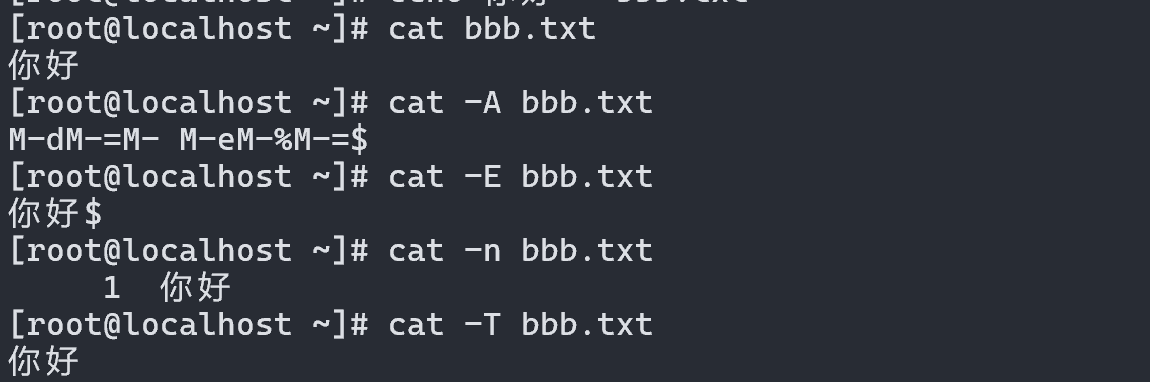 [root@localhost ~]# cat bbb.txt
你好
[root@localhost ~]# cat -A bbb.txt
M-dM-=M- M-eM-%M-=$
[root@localhost ~]# cat -E bbb.txt
你好$
[root@localhost ~]# cat -n bbb.txt
     1  你好
[root@localhost ~]# cat -T bbb.txt
你好